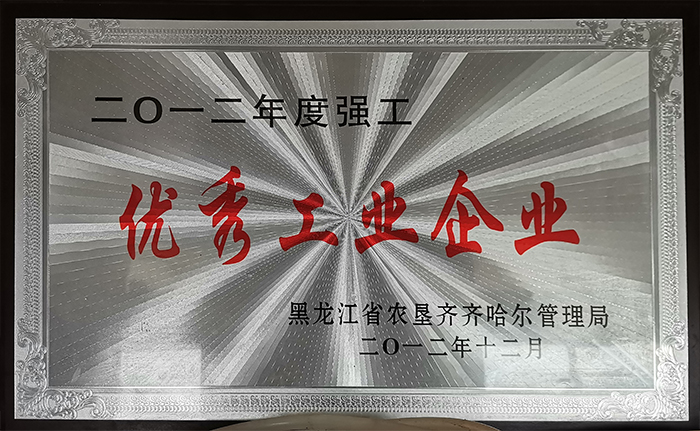 二O一二年度强工
优秀工业企业
黑龙江省农垦齐齐哈尔管理局
二O一二年十二月